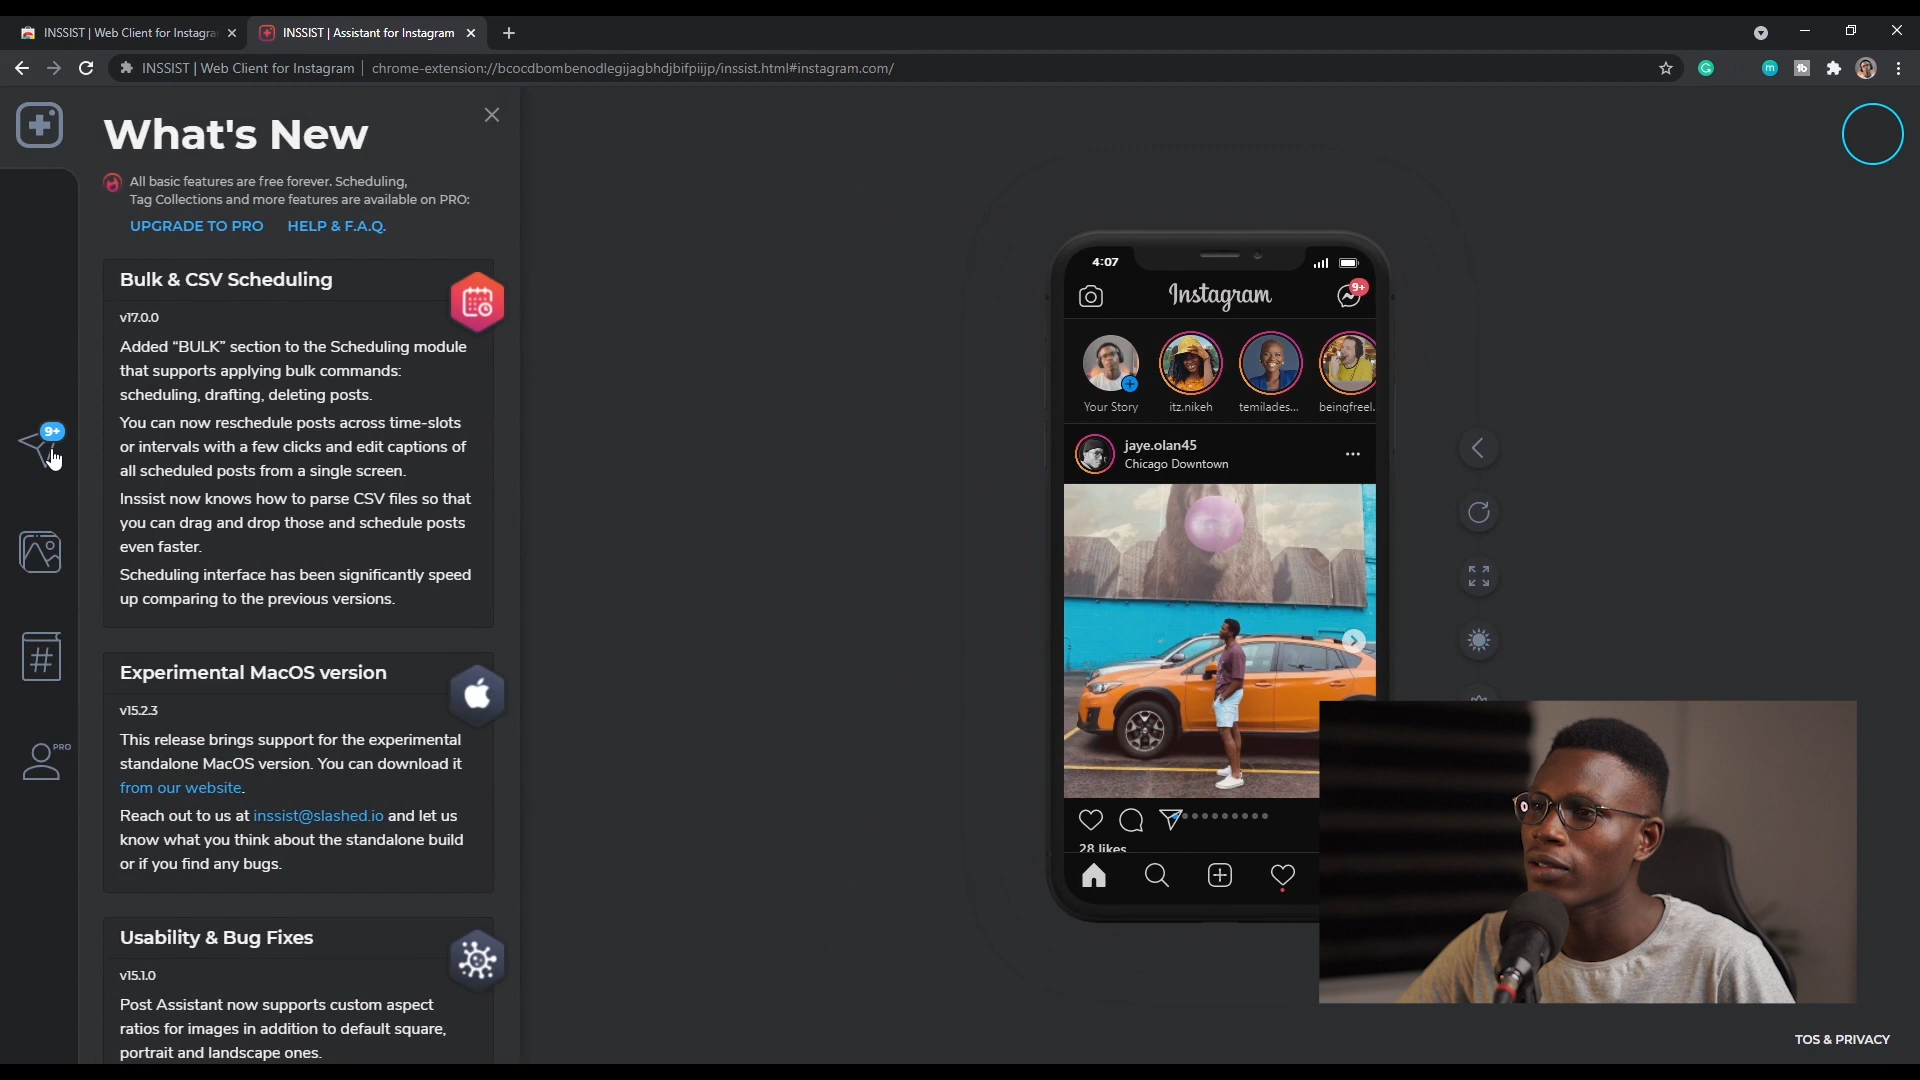 INSSIST | Web Client for Instagra
INSSIST | Assistant for Instagram
INSSIST | Web Client for Instagram
chrome-extension://bcocdbombenodlegijagbhdjbifpiijp/inssist.html#instagram.com/
What's New
All basic features are free forever. Scheduling,
Tag Collections and more features are available on PRO:
UPGRADE TO PRO
HELP & F.A.Q.
Bulk & CSV Scheduling
v17.0.0
Added “BULK” section to the Scheduling module
that supports applying bulk commands:
scheduling, drafting, deleting posts.
You can now reschedule posts across time-slots
or intervals with a few clicks and edit captions of
all scheduled posts from a single screen.
Inssist now knows how to parse CSV files so that
you can drag and drop those and schedule posts
even faster.
Scheduling interface has been significantly speed
up comparing to the previous versions.
Experimental MacOS version
v15.2.3
This release brings support for the experimental
standalone MacOS version. You can download it
from our website.
Reach out to us at inssist@slashed.io and let us
know what you think about the standalone build
or if you find any bugs.
Usability & Bug Fixes
v15.1.0
Post Assistant now supports custom aspect
ratios for images in addition to default square,
portrait and landscape ones.
9+
#
PRO
4:07
Instagram
9+
Your Story
itz.nikeh
temilades...
beingfreel.
jaye.olan45
Chicago Downtown
28 likes
TOS & PRIVACY